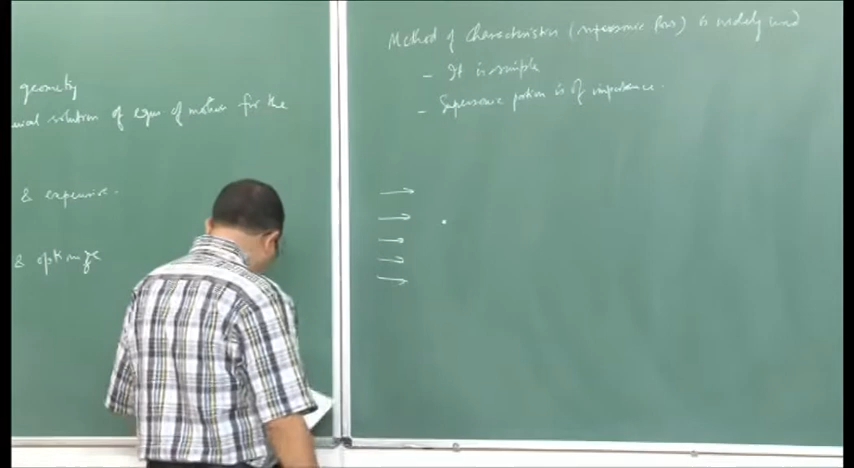 geometry
solution of eqns of motion for the
& expensive.
& optimize
Method of Characteristics (supersonic flow) is widely used
- It is simple
- Supersonic portion is of importance.